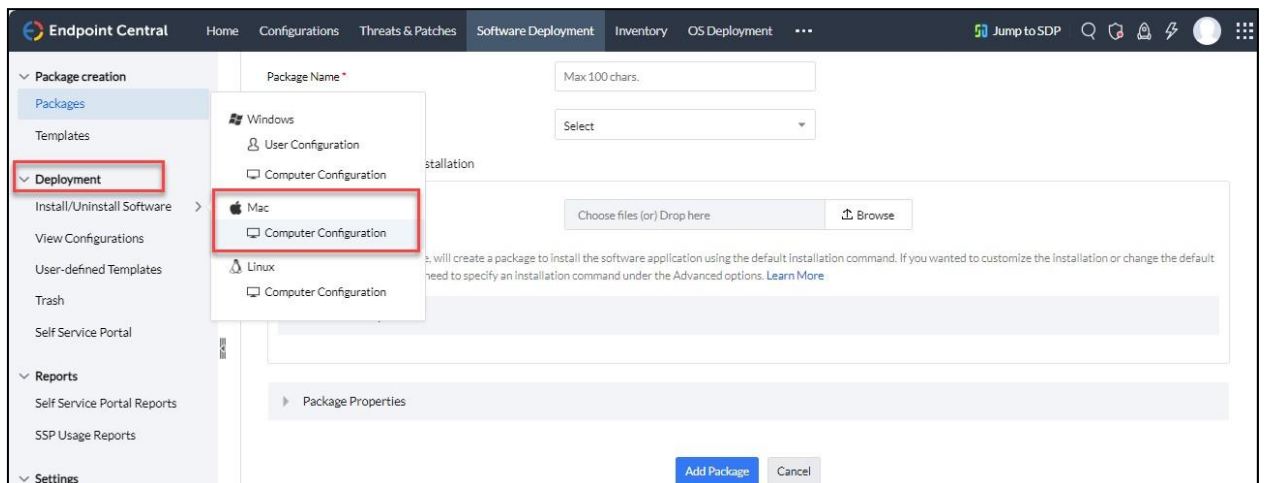 Endpoint Central Home Configurations Threats & Patches Software Deployment Inventory OS Deployment ••• Jump to SDP
Package creation
Packages
Templates
Deployment
Install/Uninstall Software
View Configurations
User-defined Templates
Trash
Self Service Portal
Reports
Self Service Portal Reports
SSP Usage Reports
Settings
Windows
User Configuration
Computer Configuration
Mac
Computer Configuration
Linux
Computer Configuration
Package Name *
Max 100 chars.
Select
stallation
Choose files (or) Drop here
Browse
e, will create a package to install the software application using the default installation command. If you wanted to customize the installation or change the default
need to specify an installation command under the Advanced options. Learn More
Package Properties
Add Package Cancel